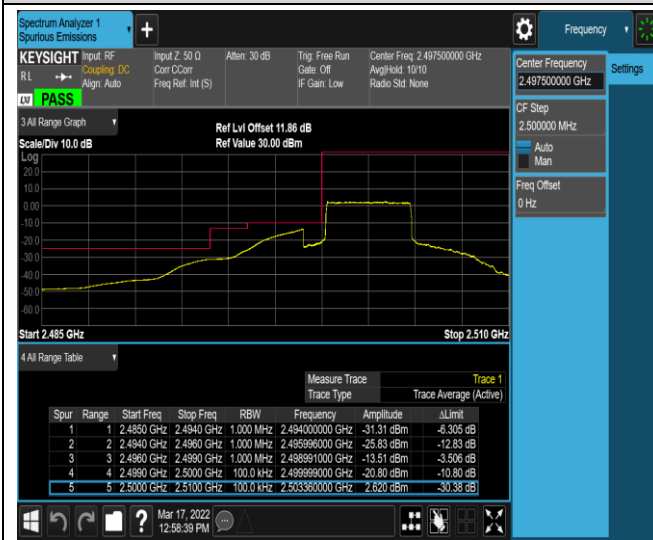 Spectrum Analyzer 1
Spurious Emissions
Frequency
KEYSIGHT Input: RF Input Z: 50 Ω Atten: 30 dB Trig: Free Run Center Freq: 2.497500000 GHz
RL Coupling: DC Corr CCorr Gate: Off Avg|Hold: 10/10
Align: Auto Freq Ref: Int (S) IF Gain: Low Radio Std: None
LXI PASS
3 All Range Graph
Ref Lvl Offset 11.86 dB
Scale/Div 10.0 dB Ref Value 30.00 dBm
Log
20.0
10.0
0.00
-10.0
-20.0
-30.0
-40.0
-50.0
-60.0
Start 2.485 GHz Stop 2.510 GHz
4 All Range Table
Measure Trace Trace 1
Trace Type Trace Average (Active)
Spur Range Start Freq Stop Freq RBW Frequency Amplitude ΔLimit
1 1 2.4850 GHz 2.4940 GHz 1.000 MHz 2.494000000 GHz -31.31 dBm -6.305 dB
2 2 2.4940 GHz 2.4960 GHz 1.000 MHz 2.495996000 GHz -25.83 dBm -12.83 dB
3 3 2.4960 GHz 2.4990 GHz 1.000 MHz 2.498991000 GHz -13.51 dBm -3.506 dB
4 4 2.4990 GHz 2.5000 GHz 100.0 kHz 2.499999000 GHz -20.80 dBm -10.80 dB
5 5 2.5000 GHz 2.5100 GHz 100.0 kHz 2.503360000 GHz 2.620 dBm -30.38 dB
Mar 17, 2022
12:58:39 PM
Center Frequency
2.497500000 GHz
Settings
CF Step
2.500000 MHz
Auto
Man
Freq Offset
0 Hz